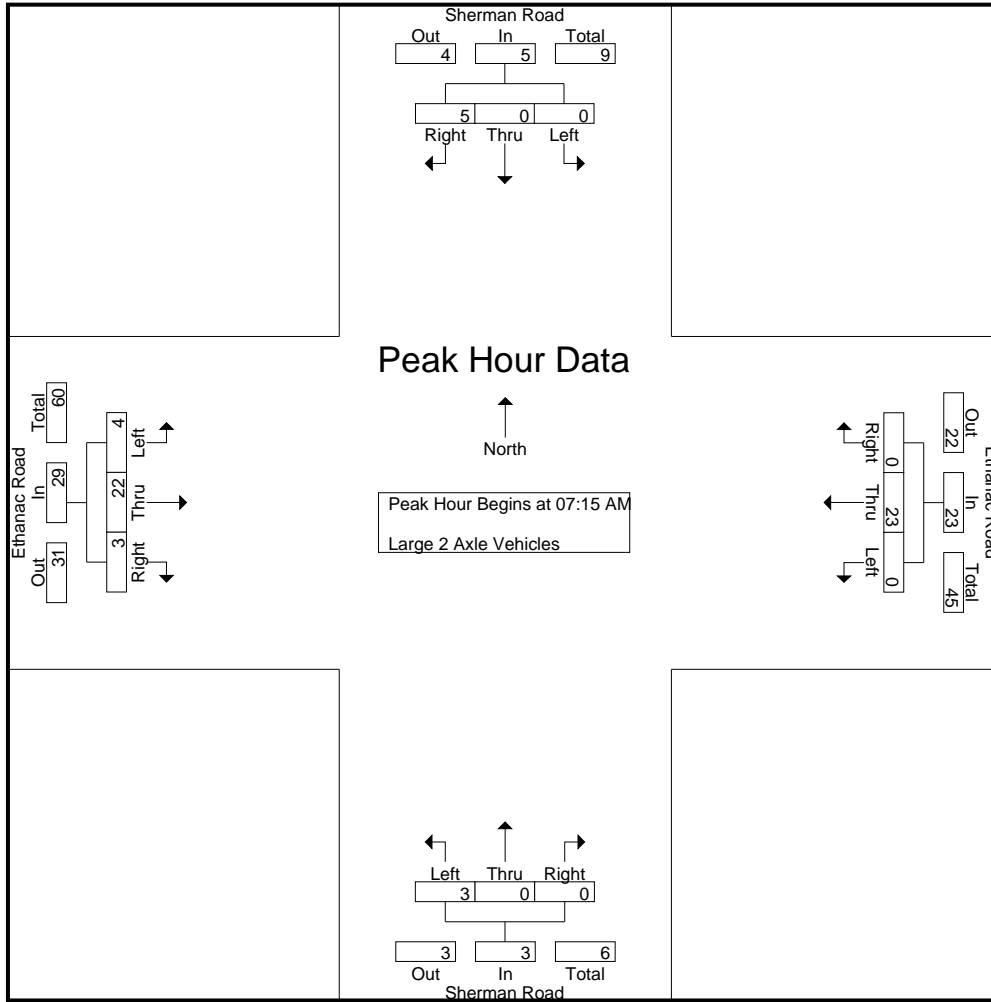 Sherman Road
Out In Total
4 5 9
5 0 0
Right Thru Left
Peak Hour Data
North
Peak Hour Begins at 07:15 AM
Large 2 Axle Vehicles
Ethanac Road
Total In Out
60 29 31
4 22 3
Left Thru Right
Right Thru Left
0 23 0
Out In Total
22 23 45
Ethanac Road
Left Thru Right
3 0 0
3 3 6
Out In Total
Sherman Road